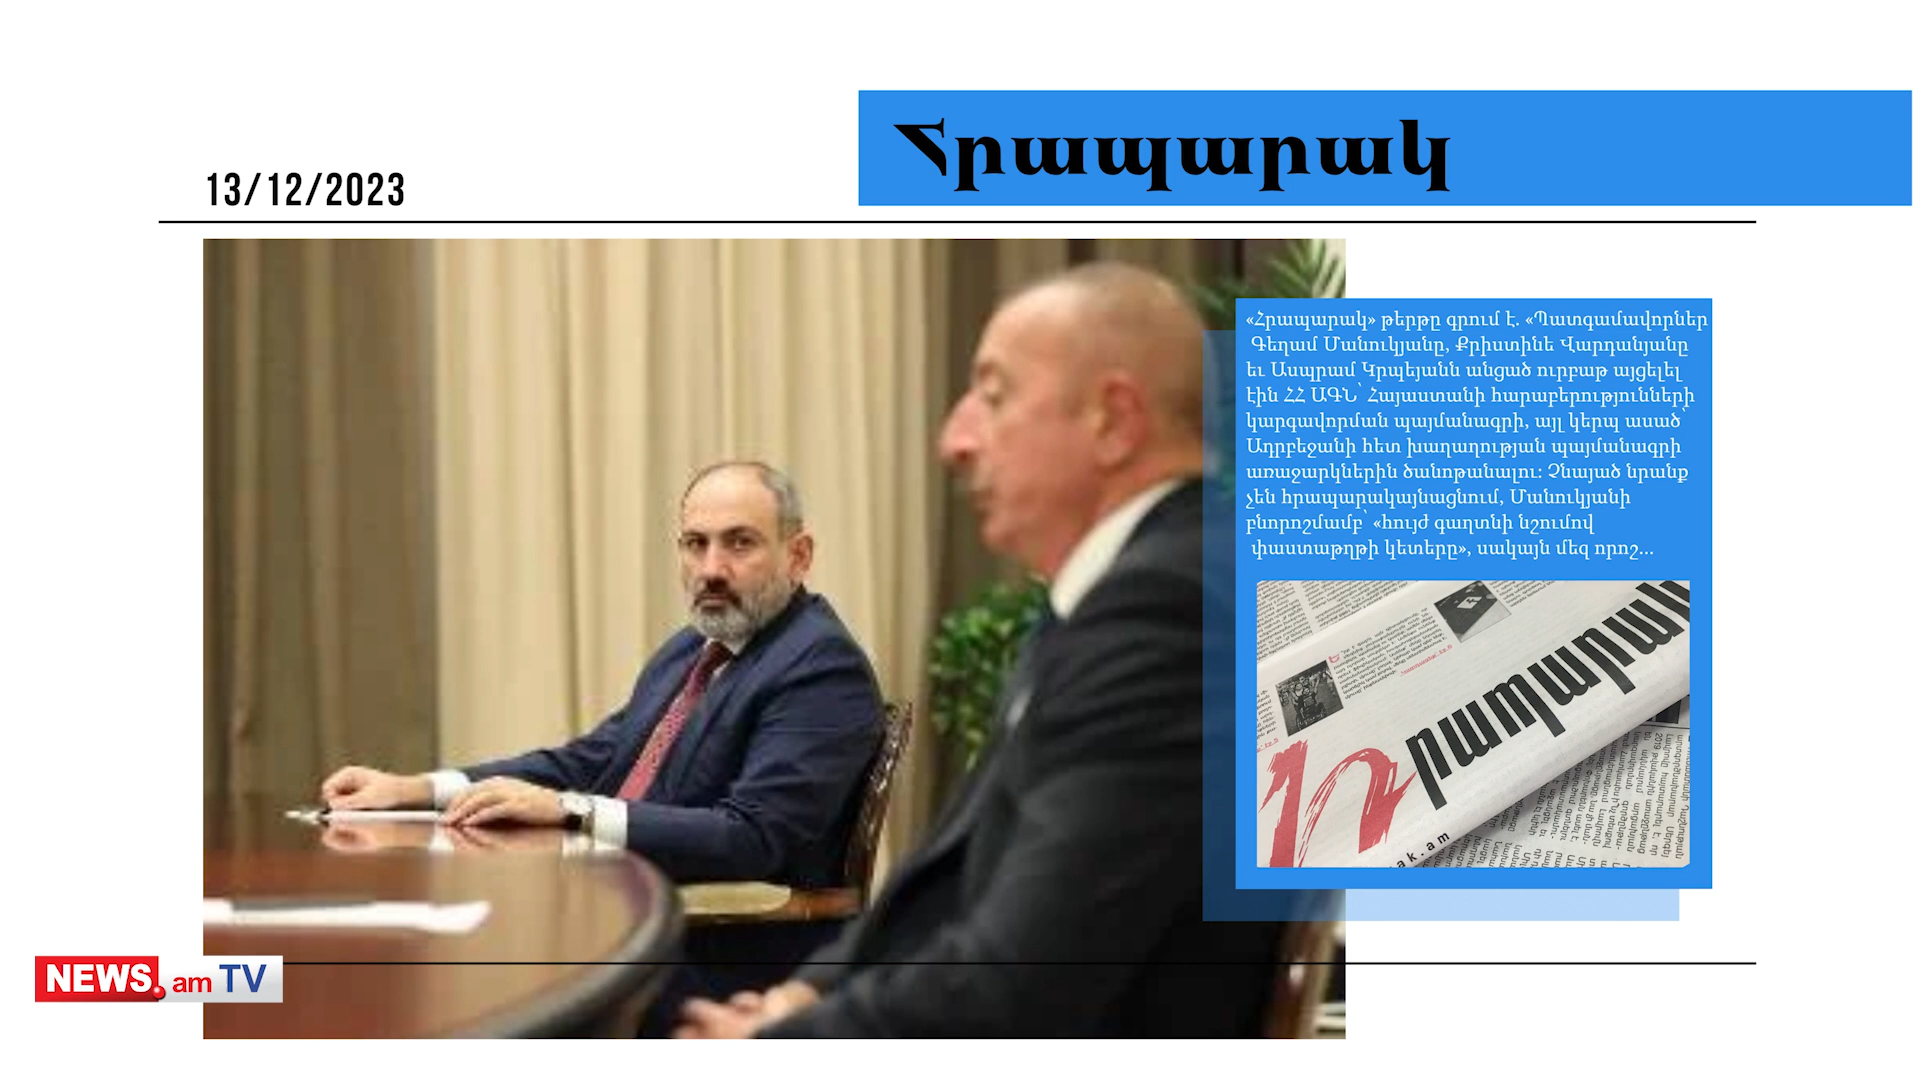 13/12/2023
Հրապարակ
«Հրապարակ» թերթը գրում է. «Պատգամավորներ
Գեղամ Մանուկյանը, Քրիստինե Վարդանյանը
եւ Ասպրամ Կրպեյանն անցած ուրբաթ այցելել
էին ՀՀ ԱԳՆ՝ Հայաստանի հարաբերությունների
կարգավորման պայմանագրի, այլ կերպ ասած՝
Ադրբեջանի հետ խաղաղության պայմանագրի
առաջարկներին ծանոթանալու: Չնայած նրանք
չեն հրապարակայնացնում, Մանուկյանի
բնորոշմամբ՝ «հույժ գաղտնի նշումով
փաստաթղթի կետերը», սակայն մեզ որոշ...
ak.am
NEWS.am TV